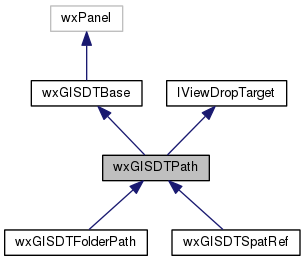 wxPanel
wxGISDTBase
IViewDropTarget
wxGISDTPath
wxGISDTFolderPath
wxGISDTSpatRef